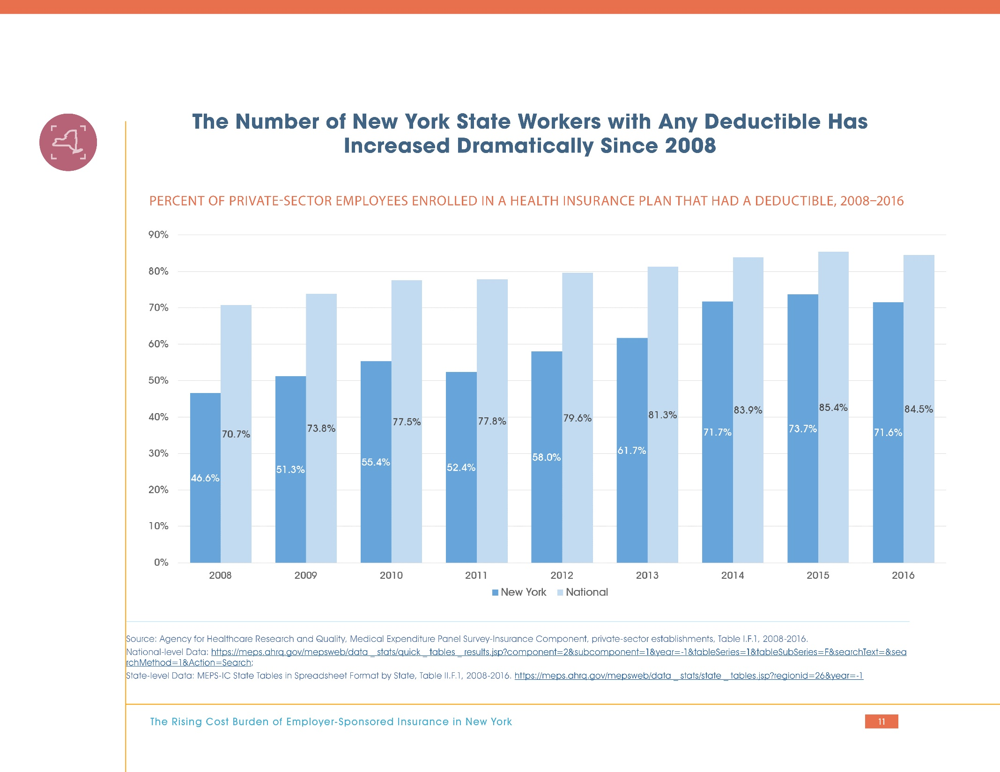 The Number of New York State Workers with Any Deductible Has
Increased Dramatically Since 2008
PERCENT OF PRIVATE-SECTOR EMPLOYEES ENROLLED IN A HEALTH INSURANCE PLAN THAT HAD A DEDUCTIBLE, 2008–2016
90%
80%
70%
60%
50%
40%
30%
20%
10%
0%
46.6%
70.7%
51.3%
73.8%
55.4%
77.5%
52.4%
77.8%
58.0%
79.6%
61.7%
81.3%
71.7%
83.9%
73.7%
85.4%
71.6%
84.5%
2008 2009 2010 2011 2012 2013 2014 2015 2016
New York National
Source: Agency for Healthcare Research and Quality, Medical Expenditure Panel Survey-Insurance Component, private-sector establishments, Table I.F.1, 2008-2016.
National-level Data: https://meps.ahrq.gov/mepsweb/data_stats/quick_tables_results.jsp?component=2&subcomponent=1&year=-1&tableSeries=1&tableSubSeries=F&searchText=&sea
rchMethod=1&Action=Search;
State-level Data: MEPS-IC State Tables in Spreadsheet Format by State, Table II.F.1, 2008-2016. https://meps.ahrq.gov/mepsweb/data_stats/state_tables.jsp?regionid=26&year=-1
The Rising Cost Burden of Employer-Sponsored Insurance in New York
11